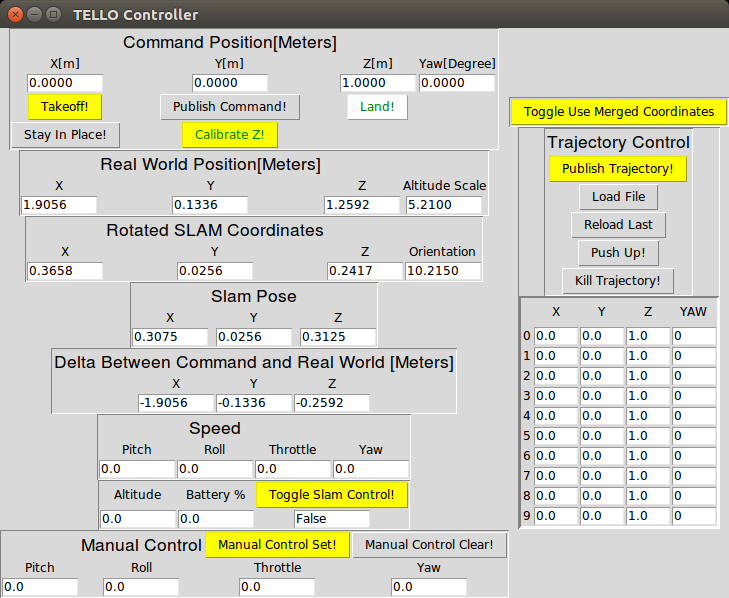 TELLO Controller
Command Position[Meters]
X[m] Y[m] Z[m] Yaw[Degree]
0.0000 0.0000 1.0000 0.0000
Takeoff! Publish Command! Land!
Stay In Place! Calibrate Z!
Real World Position[Meters]
X Y Z Altitude Scale
1.9056 0.1336 1.2592 5.2100
Rotated SLAM Coordinates
X Y Z Orientation
0.3658 0.0256 0.2417 10.2150
Slam Pose
X Y Z
0.3075 0.0256 0.3125
Delta Between Command and Real World [Meters]
X Y Z
-1.9056 -0.1336 -0.2592
Speed
Pitch Roll Throttle Yaw
0.0 0.0 0.0 0.0
Altitude Battery % Toggle Slam Control!
0.0 0.0 False
Manual Control Manual Control Set! Manual Control Clear!
Pitch Roll Throttle Yaw
0.0 0.0 0.0 0.0
Toggle Use Merged Coordinates
Trajectory Control
Publish Trajectory!
Load File
Reload Last
Push Up!
Kill Trajectory!
X Y Z YAW
0 0.0 0.0 1.0 0
1 0.0 0.0 1.0 0
2 0.0 0.0 1.0 0
3 0.0 0.0 1.0 0
4 0.0 0.0 1.0 0
5 0.0 0.0 1.0 0
6 0.0 0.0 1.0 0
7 0.0 0.0 1.0 0
8 0.0 0.0 1.0 0
9 0.0 0.0 1.0 0